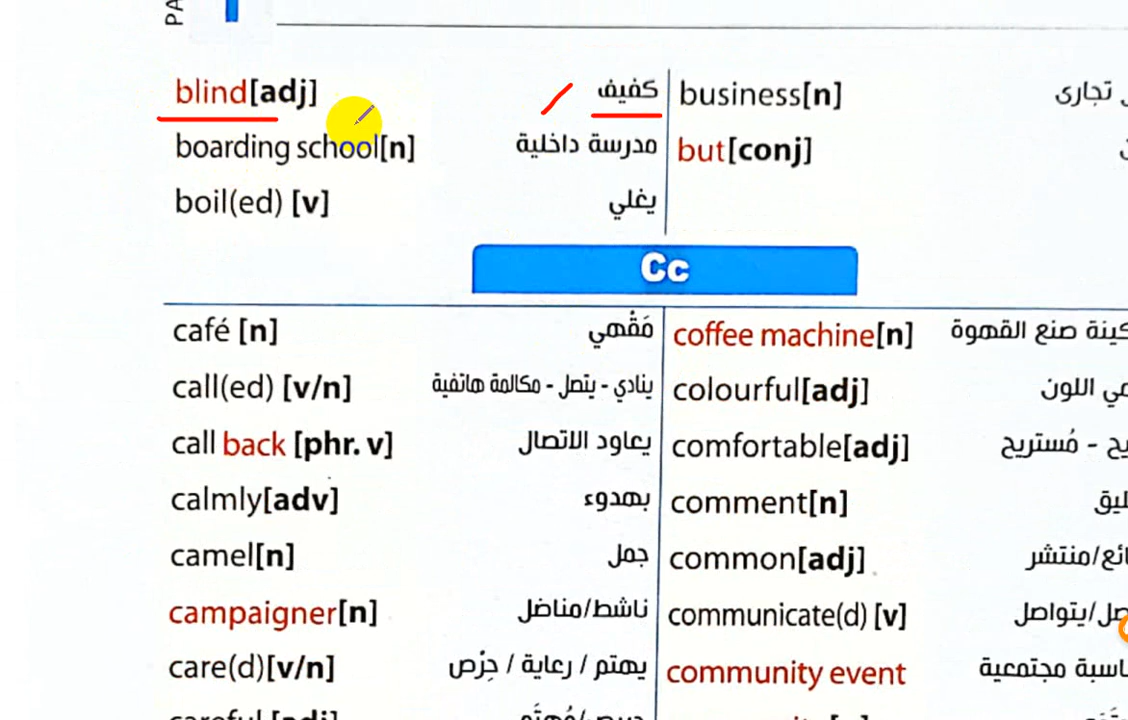 PA
blind[adj] كفيف
boarding school[n] مدرسة داخلية
boil(ed) [v] يغلي
business[n] تجارى
but[conj]
Cc
café [n] مَقْهي
call(ed) [v/n] ينادي - يتصل - مكالمة هاتفية
call back [phr. v] يعاود الاتصال
calmly[adv] بهدوء
camel[n] جمل
campaigner[n] ناشط/مناضل
care(d)[v/n] يهتم / رعاية / حِرْص
coffee machine[n] صنع القهوة
colourful[adj] اللون
comfortable[adj] - مُستريح
comment[n]
common[adj] /منتشر
communicate(d) [v] /يتواصل
community event مجتمعية